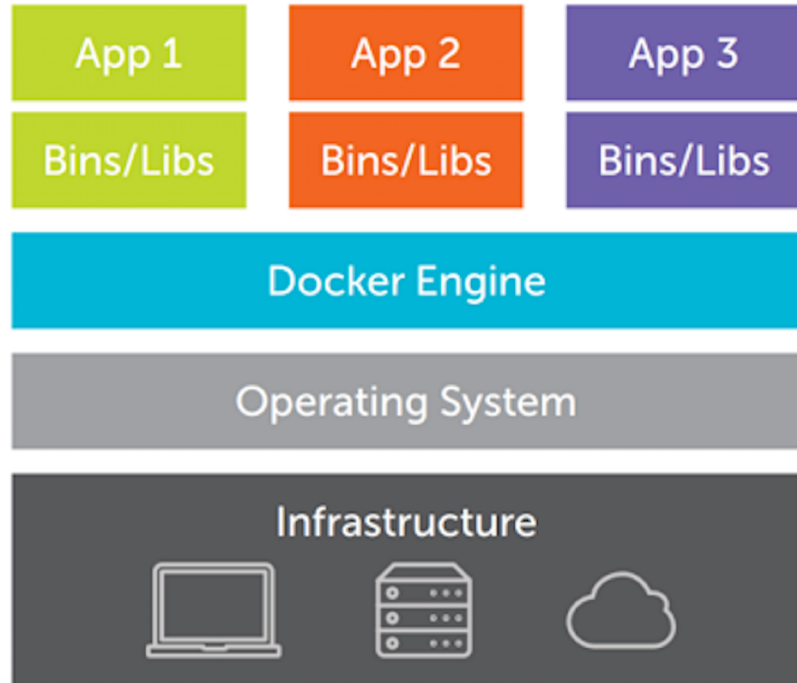 App 1
App 2
App 3
Bins/Libs
Bins/Libs
Bins/Libs
Docker Engine
Operating System
Infrastructure